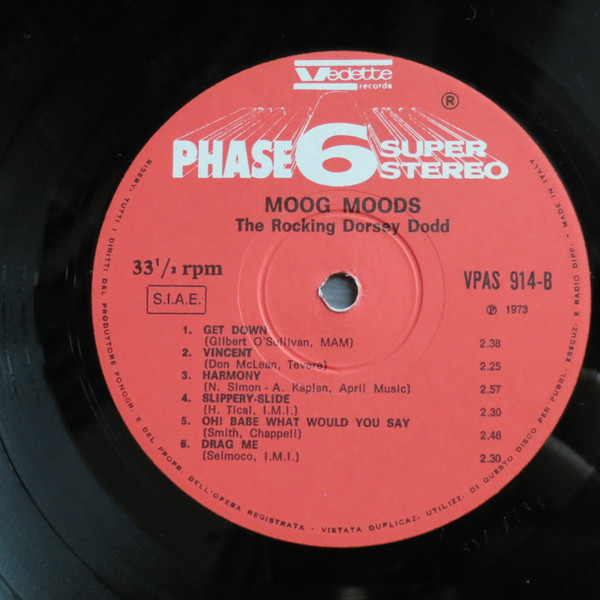 Vedette
records
®
PHASE 6 SUPER
STEREO
MOOG MOODS
The Rocking Dorsey Dodd
33 1/3 rpm
S.I.A.E.
VPAS 914-B
℗ 1973
1. GET DOWN
(Gilbert O'Sullivan, MAM) 2.38
2. VINCENT
(Don McLean, Tevere) 2.25
3. HARMONY
(N. Simon - A. Kaplan, April Music) 2.57
4. SLIPPERY-SLIDE
(H. Tical, I.M.I.) 2.30
5. OH! BABE WHAT WOULD YOU SAY
(Smith, Chappell) 2.46
6. DRAG ME
(Selmoco, I.M.I.) 2.30
RISERV. TUTTI I DIRITTI DEL PRODUTTORE FONOGR. E DEL PROPR. DELL'OPERA REGISTRATA - VIETATA DUPLICAZ. UTILIZZ. DI QUESTO DISCO PER PUBBL. ESECUZ. E RADIO DIFF. - MADE IN ITALY